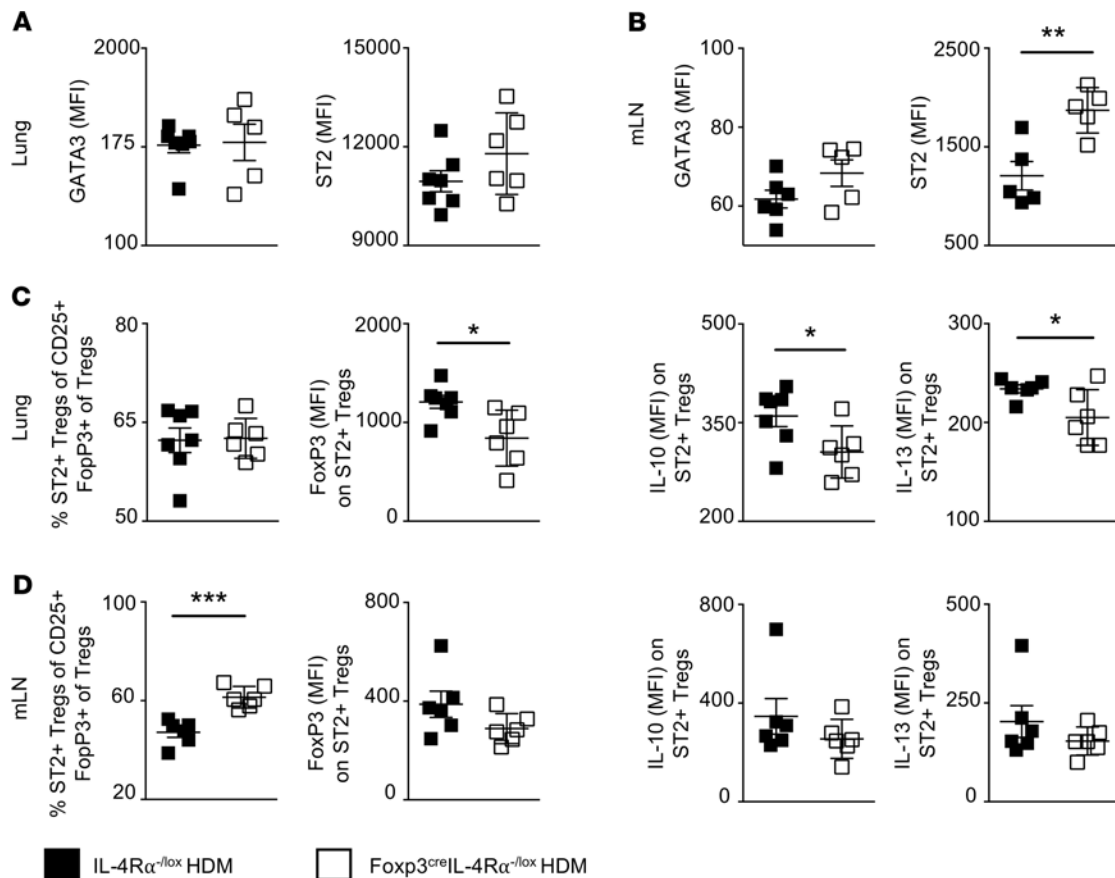 A
B
Lung
GATA3 (MFI)
2000
175
100
ST2 (MFI)
15000
12000
9000
mLN
GATA3 (MFI)
100
80
60
ST2 (MFI)
2500
1500
500
**
C
Lung
% ST2+ Tregs of CD25+
FopP3+ of Tregs
80
65
50
FoxP3 (MFI)
on ST2+ Tregs
2000
1000
0
*
IL-10 (MFI) on
ST2+ Tregs
500
350
200
*
IL-13 (MFI) on
ST2+ Tregs
300
200
100
*
D
mLN
% ST2+ Tregs of CD25+
FopP3+ of Tregs
100
60
20
***
FoxP3 (MFI)
on ST2+ Tregs
800
400
0
IL-10 (MFI) on
ST2+ Tregs
800
400
0
IL-13 (MFI) on
ST2+ Tregs
500
250
0
IL-4Rα-/lox HDM
Foxp3creIL-4Rα-/lox HDM